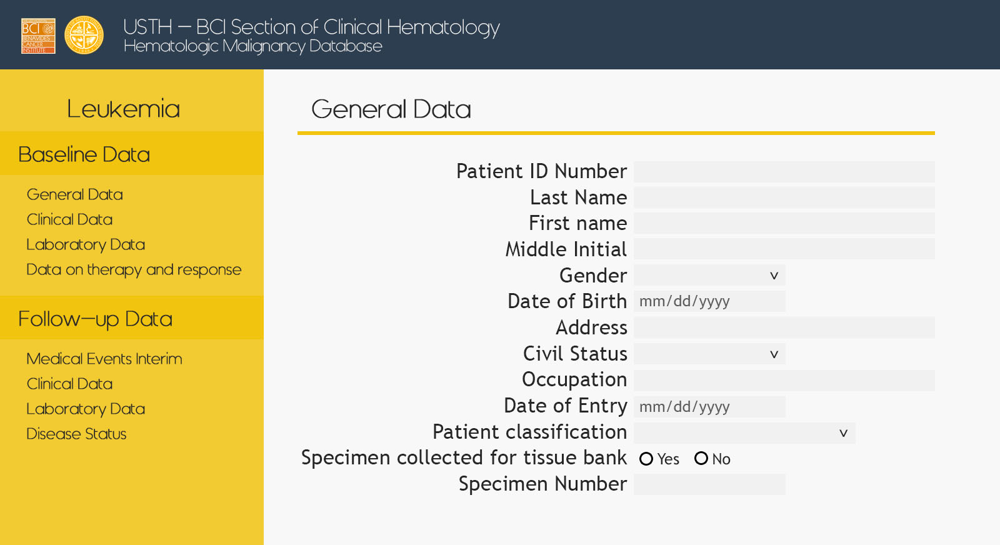 BCI
BENAVIDES
CANCER
INSTITUTE
USTH – BCI Section of Clinical Hematology
Hematologic Malignancy Database
Leukemia
Baseline Data
General Data
Clinical Data
Laboratory Data
Data on therapy and response
Follow-up Data
Medical Events Interim
Clinical Data
Laboratory Data
Disease Status
General Data
Patient ID Number
Last Name
First name
Middle Initial
Gender
Date of Birth mm/dd/yyyy
Address
Civil Status
Occupation
Date of Entry mm/dd/yyyy
Patient classification
Specimen collected for tissue bank Yes No
Specimen Number